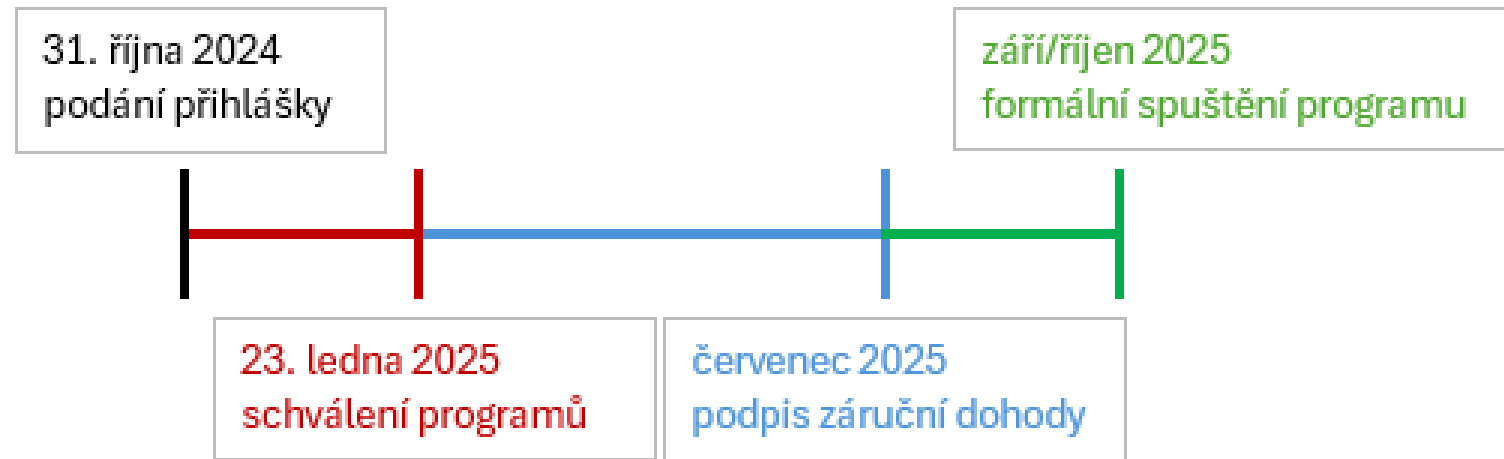 31. října 2024
podání přihlášky
září/říjen 2025
formální spuštění programu
23. ledna 2025
schválení programů
červenec 2025
podpis záruční dohody